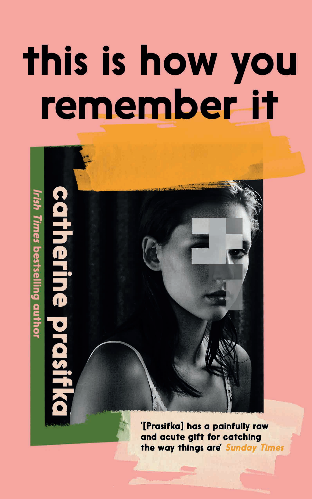 this is how you
remember it
catherine prasifka
Irish Times bestselling author
'[Prasifka] has a painfully raw
and acute gift for catching
the way things are' Sunday Times